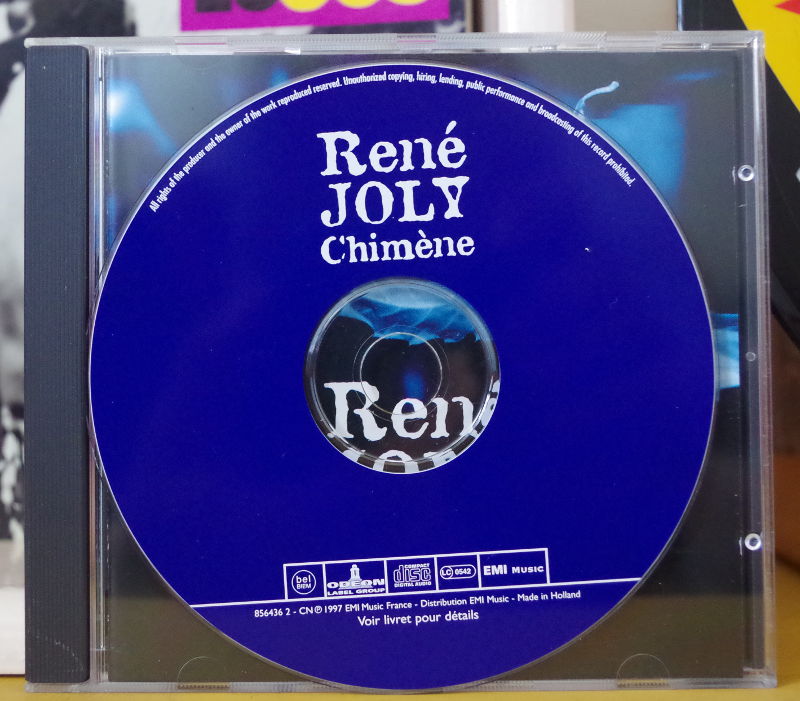 All rights of the producer and the owner of the work reproduced reserved. Unauthorized copying, hiring, lending, public performance and broadcasting of this record prohibited.
René
JOLY
Chimène
Ren
bel
BIEM
ODEON
LABEL GROUP
COMPACT
disc
DIGITAL AUDIO
LC 0542
EMI MUSIC
856436 2 - CN ℗ 1997 EMI Music France - Distribution EMI Music - Made in Holland
Voir livret pour détails